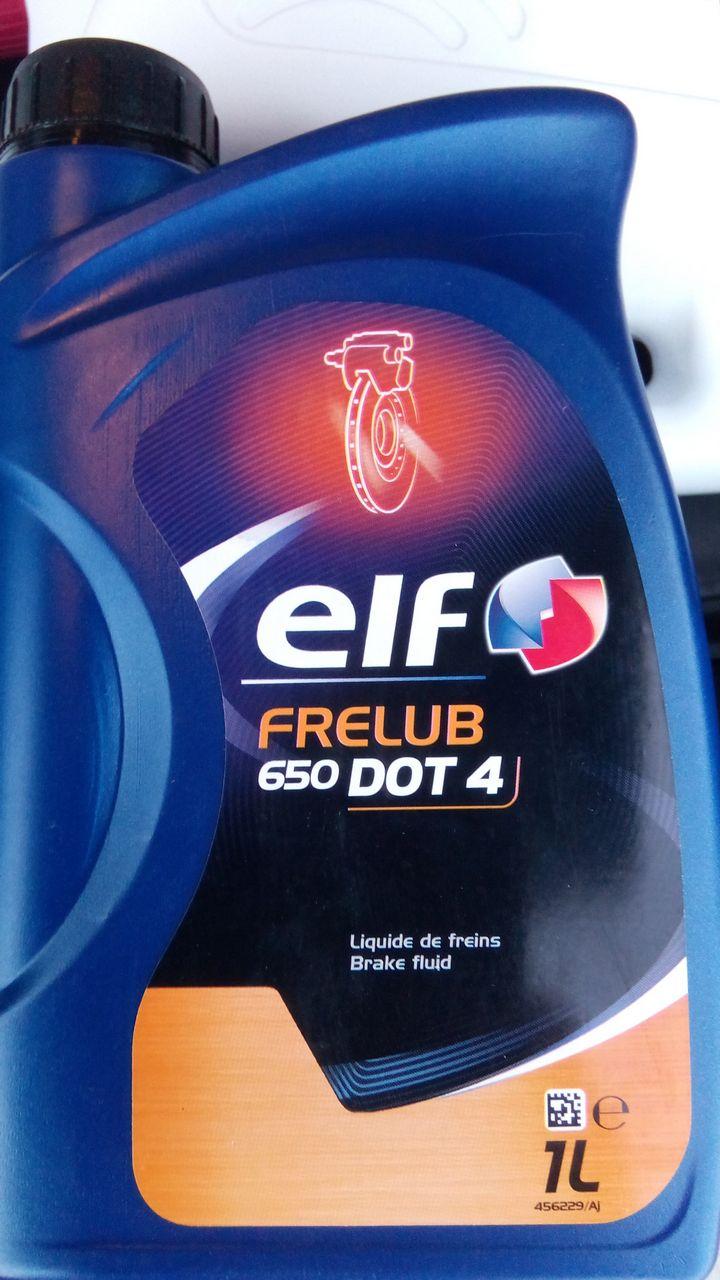 elf
FRELUB
650 DOT 4
Liquide de freins
Brake fluid
e
1L
456229/Aj